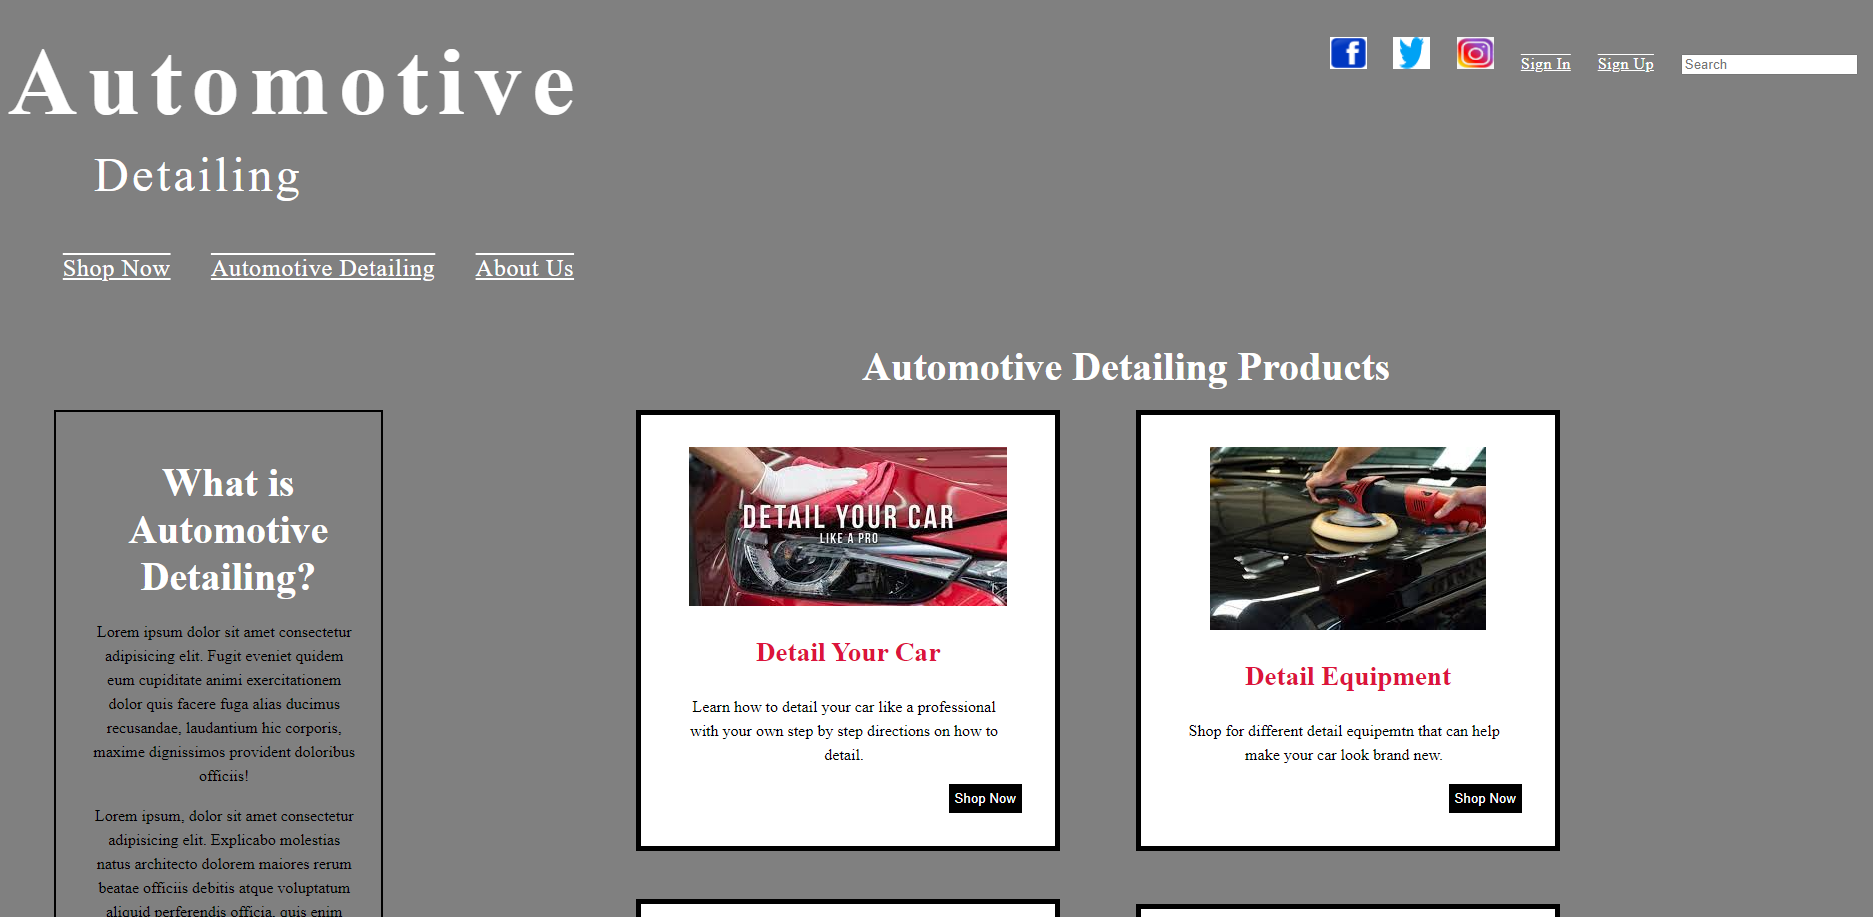 Automotive
Detailing
Sign In
Sign Up
Search
Shop Now
Automotive Detailing
About Us
Automotive Detailing Products
What is
Automotive
Detailing?
Lorem ipsum dolor sit amet consectetur
adipisicing elit. Fugit eveniet quidem
eum cupiditate animi exercitationem
dolor quis facere fuga alias ducimus
recusandae, laudantium hic corporis,
maxime dignissimos provident doloribus
officiis!
Lorem ipsum, dolor sit amet consectetur
adipisicing elit. Explicabo molestias
natus architecto dolorem maiores rerum
beatae officiis debitis atque voluptatum
aliquid perferendis officia, quis enim
DETAIL YOUR CAR
LIKE A PRO
Detail Your Car
Learn how to detail your car like a professional
with your own step by step directions on how to
detail.
Shop Now
Detail Equipment
Shop for different detail equipemtn that can help
make your car look brand new.
Shop Now